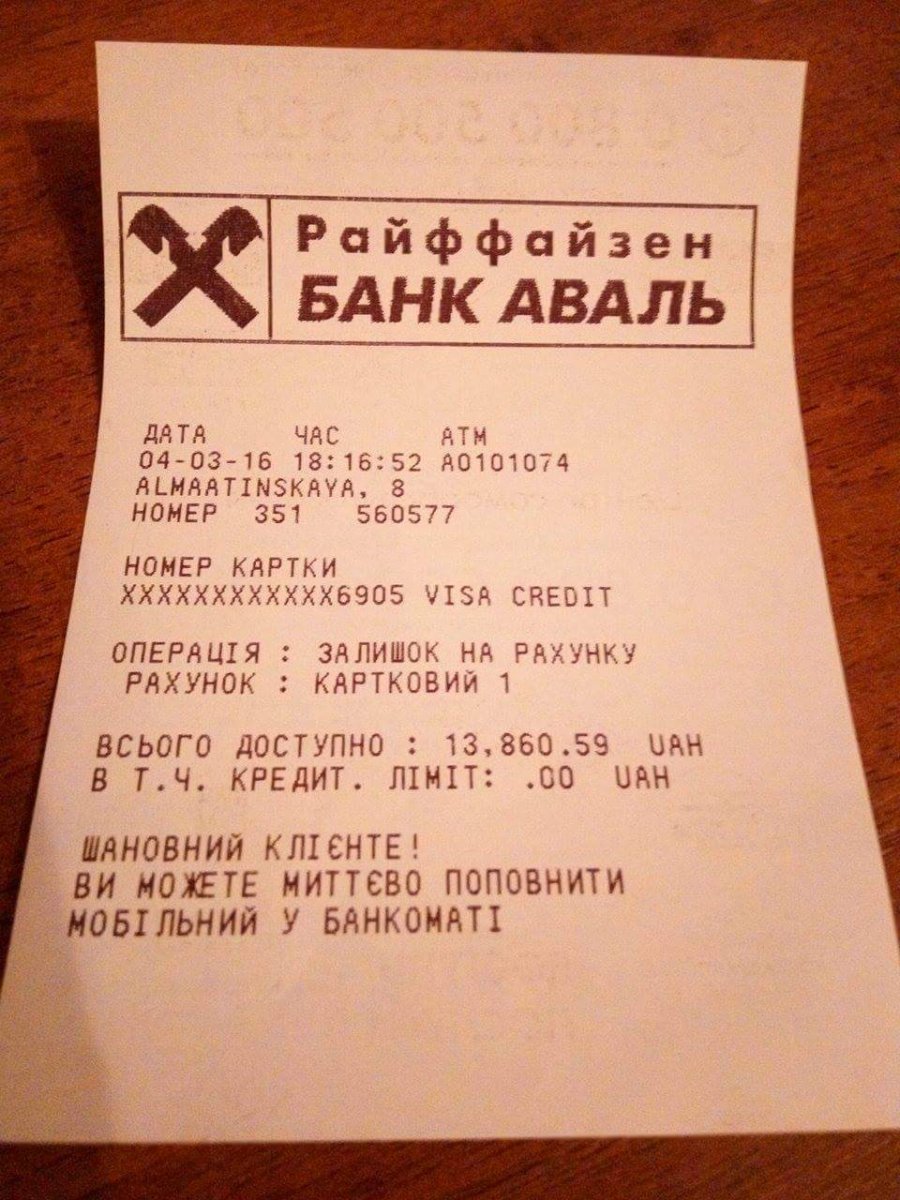 Райффайзен
БАНК АВАЛЬ
ДАТА ЧАС АТМ
04-03-16 18:16:52 A0101074
ALMAATINSKAYA, 8
НОМЕР 351 560577
НОМЕР КАРТКИ
XXXXXXXXXXXX6905 VISA CREDIT
ОПЕРАЦІЯ : ЗАЛИШОК НА РАХУНКУ
РАХУНОК : КАРТКОВИЙ 1
ВСЬОГО ДОСТУПНО : 13,860.59 UAH
В Т.Ч. КРЕДИТ. ЛІМІТ: .00 UAH
ШАНОВНИЙ КЛІЄНТЕ!
ВИ МОЖЕТЕ МИТТЄВО ПОПОВНИТИ
МОБІЛЬНИЙ У БАНКОМАТІ